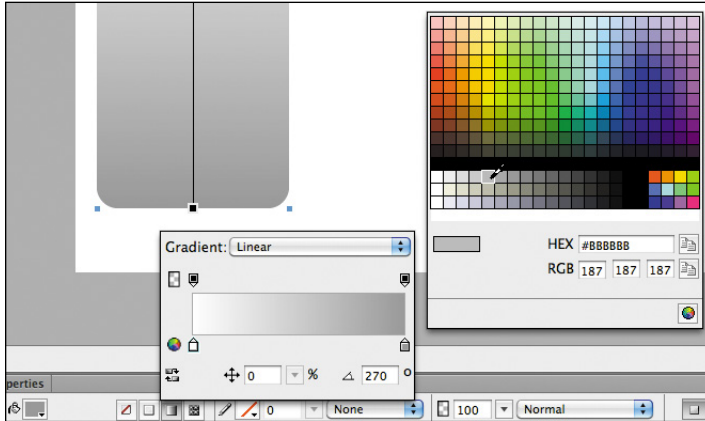 HEX #BBBBBB
RGB 187 187 187
Gradient: Linear
0 % 270 °
perties
0 None 100 Normal